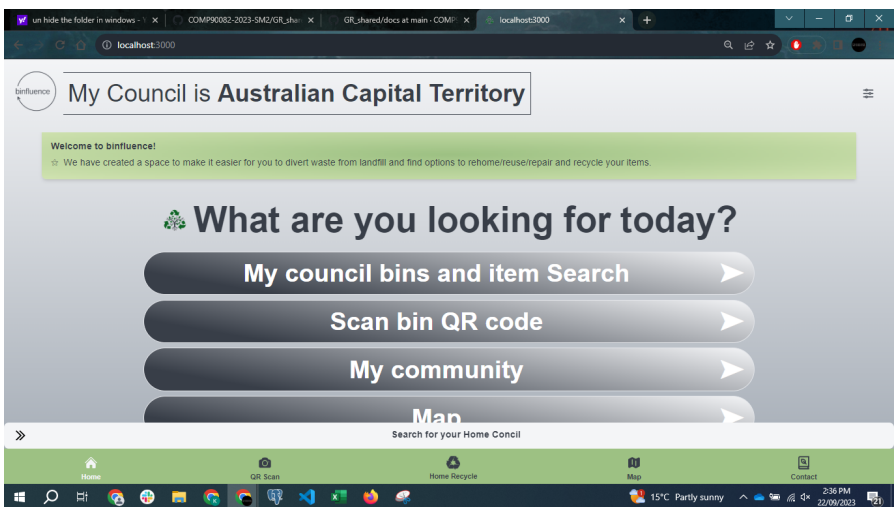 un hide the folder in windows - Y
COMP90082-2023-SM2/GR_shar
GR_shared/docs at main · COMP
localhost:3000
localhost:3000
binfluence
My Council is Australian Capital Territory
Welcome to binfluence!
☆ We have created a space to make it easier for you to divert waste from landfill and find options to rehome/reuse/repair and recycle your items.
What are you looking for today?
My council bins and item Search
Scan bin QR code
My community
Map
Search for your Home Concil
Home
QR Scan
Home Recycle
Map
Contact
15°C Partly sunny
2:36 PM
22/09/2023
21